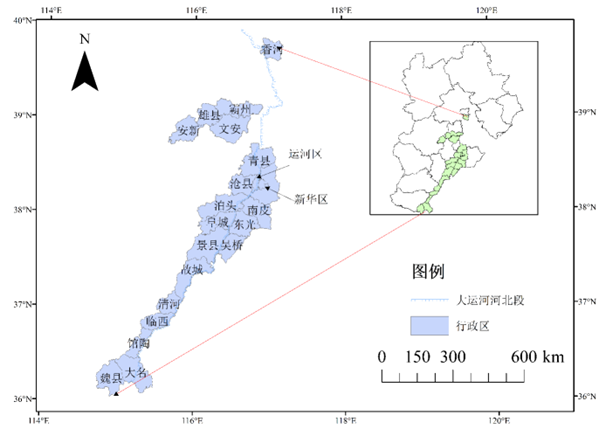 114°E 116°E 118°E 120°E
40°N
N
香河
39°N
霸州
雄县
文安
安新
青县
运河区
沧县
新华区
38°N
泊头
南皮
阜城 东光
景县 吴桥
故城
图例
37°N
清河
大运河河北段
临西
行政区
馆陶
0 150 300 600 km
魏县 大名
36°N
39°N
38°N
37°N
36°N
114°E 116°E 118°E 120°E